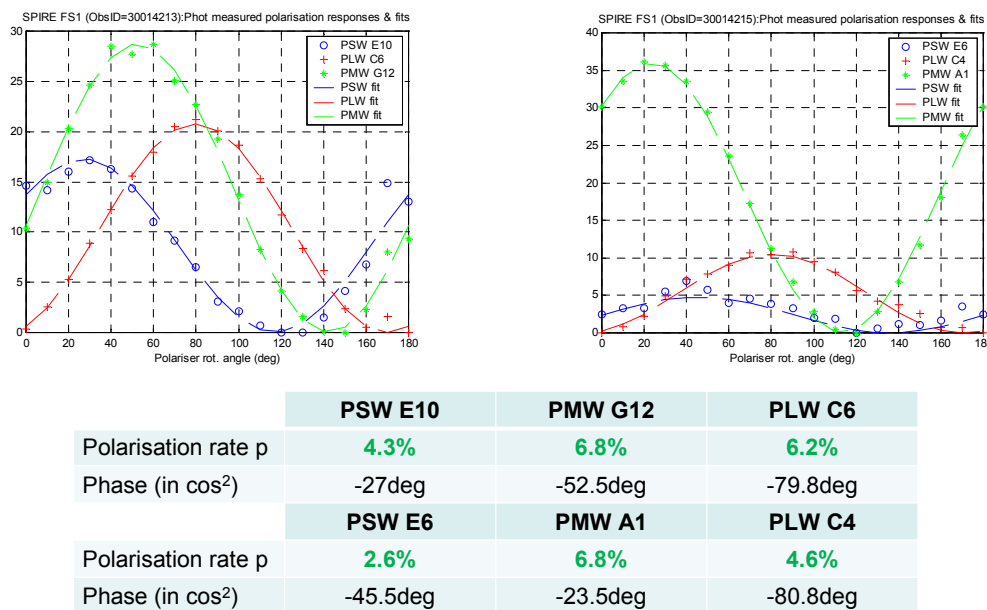 SPIRE FS1 (ObsID=30014213):Phot measured polarisation responses & fits
30
25
20
15
10
5
0
0 20 40 60 80 100 120 140 160 180
Polariser rot. angle (deg)
PSW E10
PLW C6
PMW G12
PSW fit
PLW fit
PMW fit
SPIRE FS1 (ObsID=30014215):Phot measured polarisation responses & fits
40
35
30
25
20
15
10
5
0
0 20 40 60 80 100 120 140 160 180
Polariser rot. angle (deg)
PSW E6
PLW C4
PMW A1
PSW fit
PLW fit
PMW fit
PSW E10 PMW G12 PLW C6
Polarisation rate p 4.3% 6.8% 6.2%
Phase (in cos²) -27deg -52.5deg -79.8deg
PSW E6 PMW A1 PLW C4
Polarisation rate p 2.6% 6.8% 4.6%
Phase (in cos²) -45.5deg -23.5deg -80.8deg